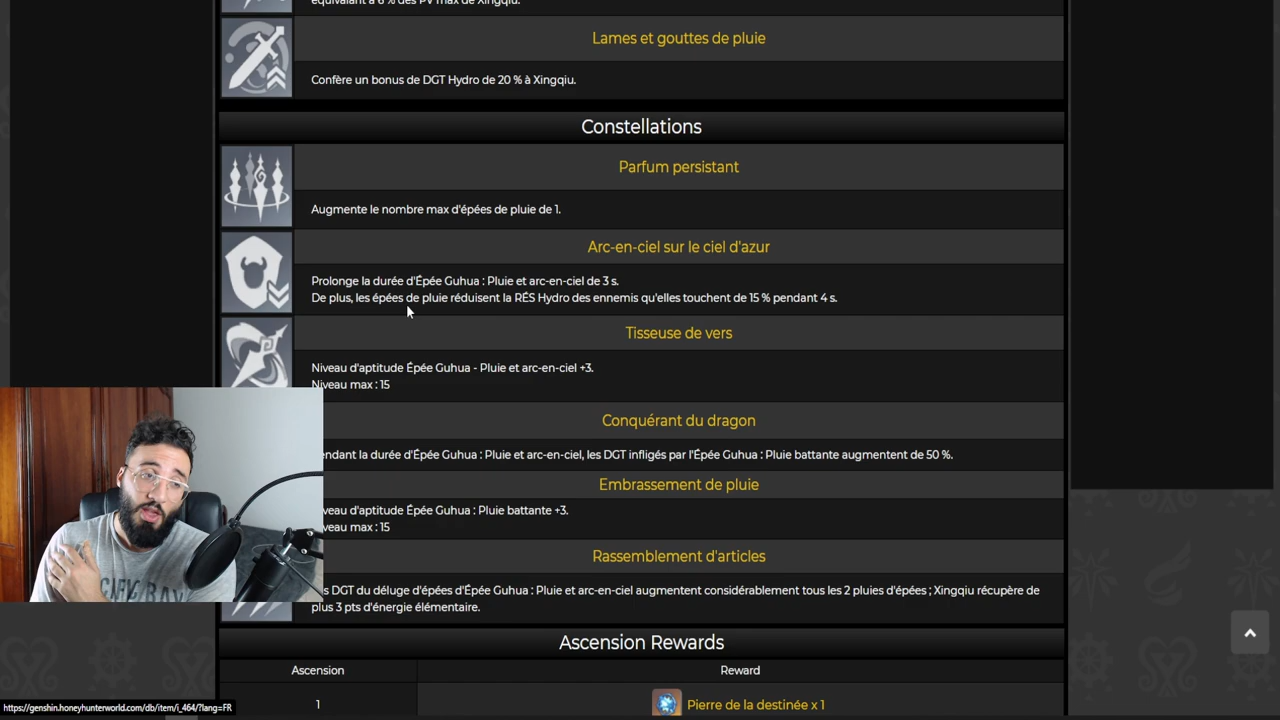 équivalant à 6 % des PV max de Xingqiu.
Lames et gouttes de pluie
Confère un bonus de DGT Hydro de 20 % à Xingqiu.
Constellations
Parfum persistant
Augmente le nombre max d'épées de pluie de 1.
Arc-en-ciel sur le ciel d'azur
Prolonge la durée d'Épée Guhua : Pluie et arc-en-ciel de 3 s.
De plus, les épées de pluie réduisent la RÉS Hydro des ennemis qu'elles touchent de 15 % pendant 4 s.
Tisseuse de vers
Niveau d'aptitude Épée Guhua - Pluie et arc-en-ciel +3.
Niveau max : 15
Conquérant du dragon
endant la durée d'Épée Guhua : Pluie et arc-en-ciel, les DGT infligés par l'Épée Guhua : Pluie battante augmentent de 50 %.
Embrassement de pluie
veau d'aptitude Épée Guhua : Pluie battante +3.
veau max : 15
Rassemblement d'articles
s DGT du déluge d'épées d'Épée Guhua : Pluie et arc-en-ciel augmentent considérablement tous les 2 pluies d'épées ; Xingqiu récupère de
plus 3 pts d'énergie élémentaire.
Ascension Rewards
Ascension Reward
1 Pierre de la destinée x 1
https://genshin.honeyhunterworld.com/db/item/i_464/?lang=FR